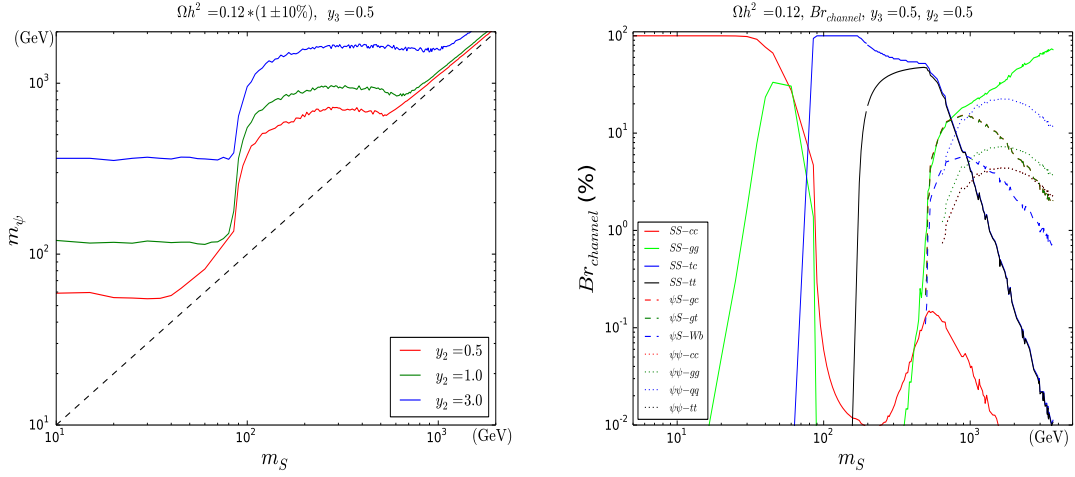 Ωh² =0.12∗(1±10%), y₃ =0.5
(GeV)
10³
m_ψ
10²
10¹
y₂ =0.5
y₂ =1.0
y₂ =3.0
10¹ 10² 10³
(GeV)
m_S
Ωh² =0.12, Br_channel, y₃ =0.5, y₂ =0.5
10²
10¹
Br_channel (%)
10⁰
10⁻¹
10⁻²
SS−cc
SS−gg
SS−tc
SS−tt
ψS−gc
ψS−gt
ψS−Wb
ψψ−cc
ψψ−gg
ψψ−qq
ψψ−tt
10¹ 10² 10³
(GeV)
m_S